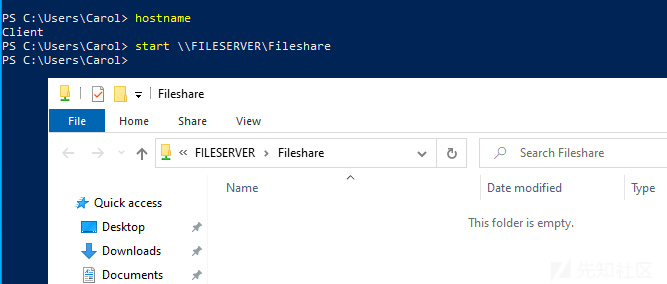 PS C:\Users\Carol> hostname
Client
PS C:\Users\Carol> start \\FILESERVER\Fileshare
PS C:\Users\Carol>
Fileshare
File Home Share View
« FILESERVER > Fileshare
Search Fileshare
Name Date modified Type
Quick access
This folder is empty.
Desktop
Downloads
Documents
先知社区